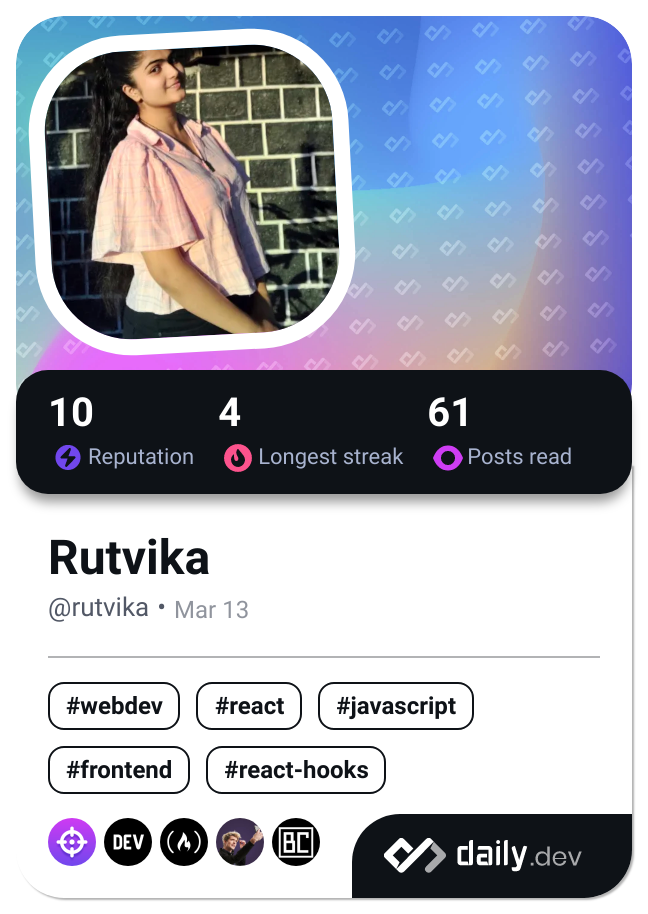 10 4 61
Reputation Longest streak Posts read
Rutvika
@rutvika • Mar 13
#webdev #react #javascript
#frontend #react-hooks
DEV BC
daily.dev